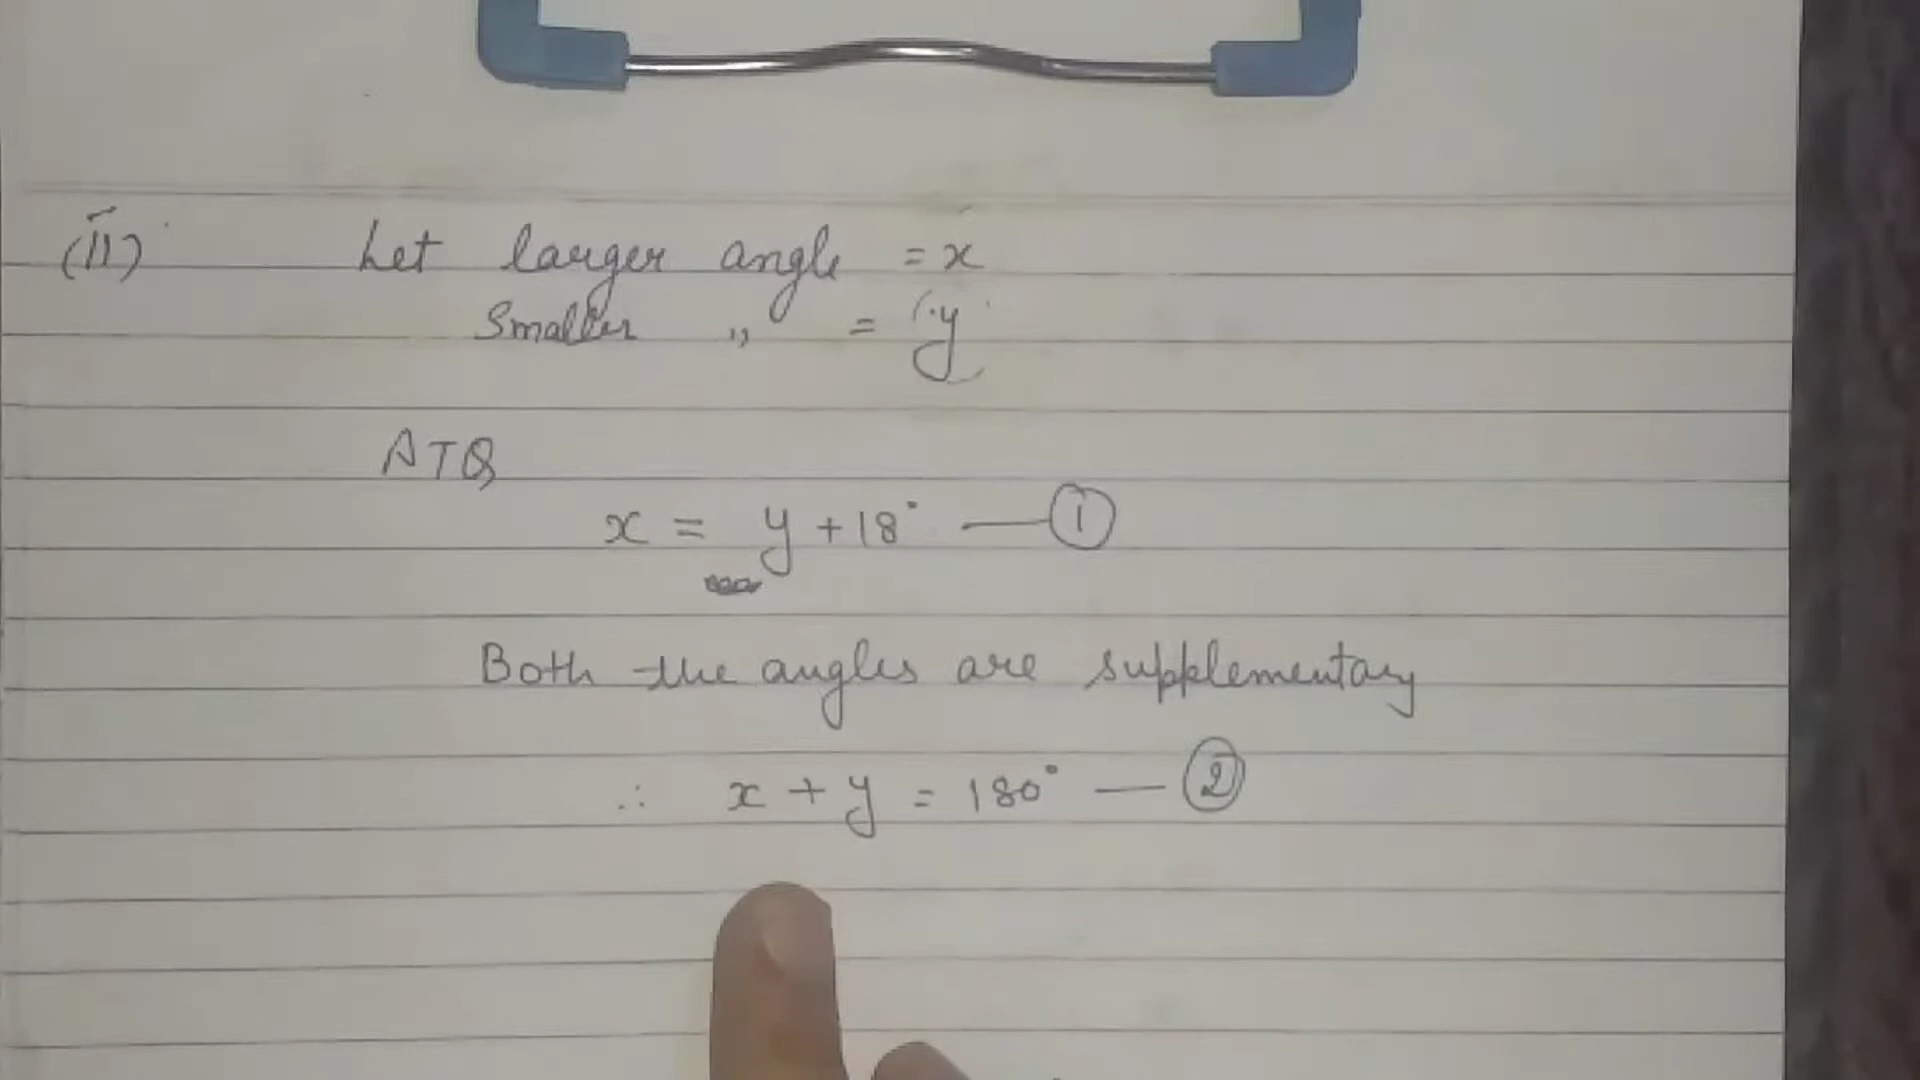 (ii) Let larger angle = x
Smaller " = y
ATQ
x = y + 18° — ①
Both the angles are supplementary
∴ x + y = 180° — ②